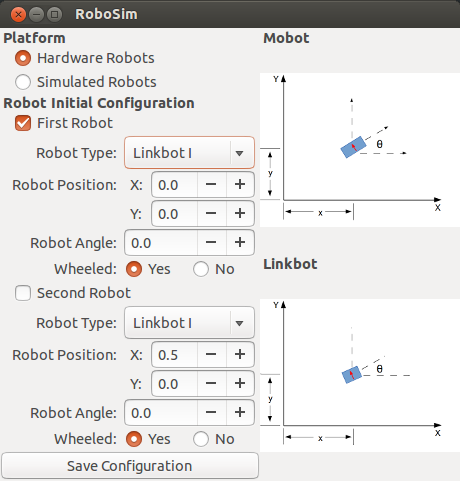 RoboSim
Platform
Hardware Robots
Simulated Robots
Robot Initial Configuration
First Robot
Robot Type: Linkbot I
Robot Position: X: 0.0 − +
Y: 0.0 − +
Robot Angle: 0.0 − +
Wheeled: Yes No
Second Robot
Robot Type: Linkbot I
Robot Position: X: 0.5 − +
Y: 0.0 − +
Robot Angle: 0.0 − +
Wheeled: Yes No
Save Configuration
Mobot
Y
θ
y
x
X
Linkbot
Y
θ
y
x
X